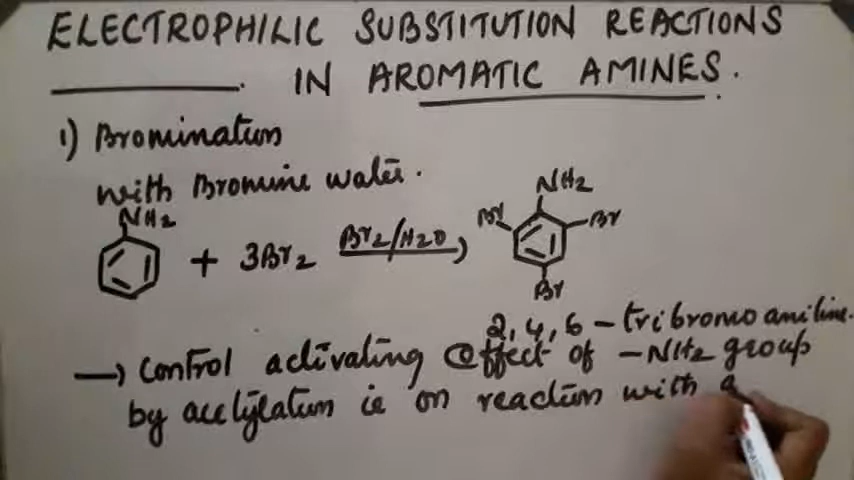 ELECTROPHILIC SUBSTITUTION REACTIONS
IN AROMATIC AMINES.
1) Bromination
with Bromine water.
NH2
+ 3Br2 Br2/H2O
NH2
Br
Br
Br
2, 4, 6 - tribromo aniline.
→ Control activating effect of -NH2 group
by acetylation ie on reaction with a